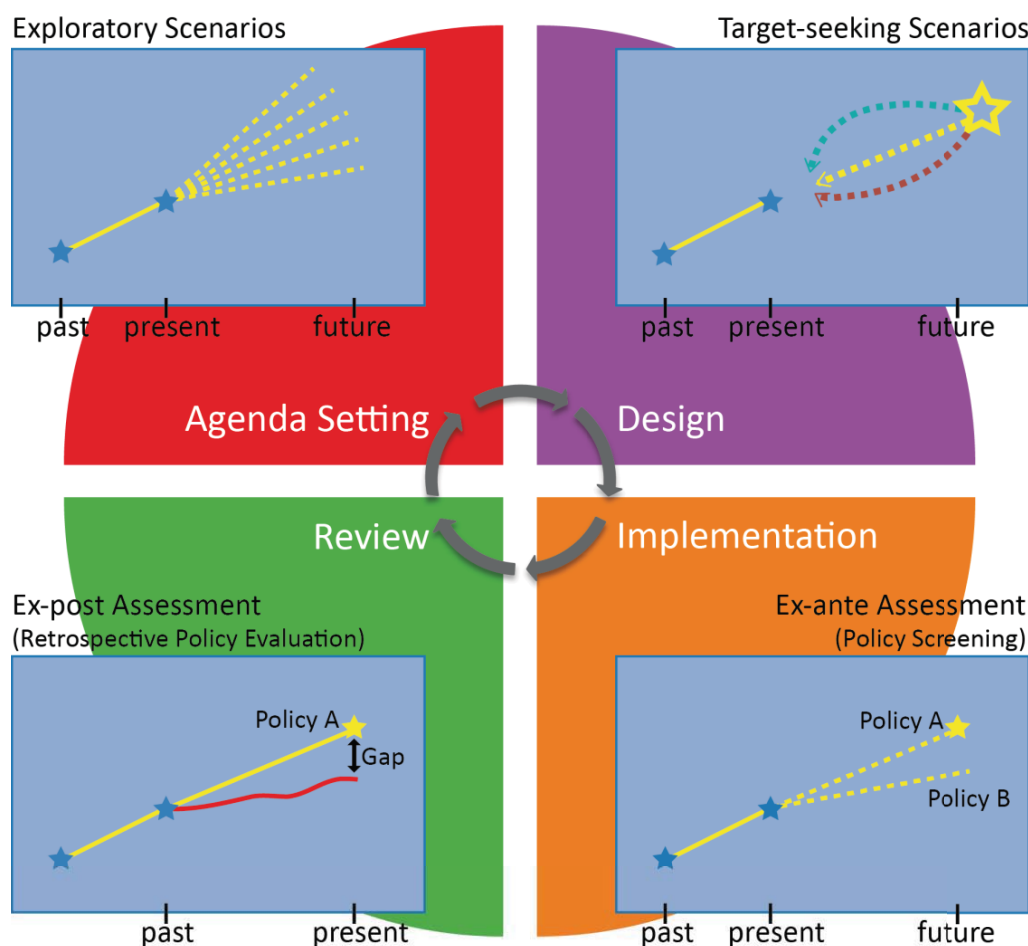 Exploratory Scenarios
past present future
Agenda Setting
Target-seeking Scenarios
past present future
Design
Review
Ex-post Assessment
(Retrospective Policy Evaluation)
Policy A
Gap
past present
Implementation
Ex-ante Assessment
(Policy Screening)
Policy A
Policy B
past present future